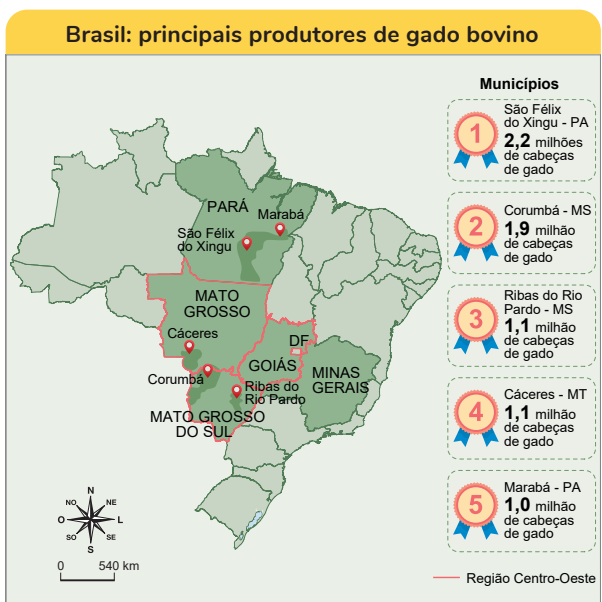 Brasil: principais produtores de gado bovino
Municípios
1
São Félix
do Xingu - PA
2,2 milhões
de cabeças
de gado
2
Corumbá - MS
1,9 milhão
de cabeças
de gado
3
Ribas do Rio
Pardo - MS
1,1 milhão
de cabeças
de gado
4
Cáceres - MT
1,1 milhão
de cabeças
de gado
5
Marabá - PA
1,0 milhão
de cabeças
de gado
Região Centro-Oeste
PARÁ
Marabá
São Félix
do Xingu
MATO
GROSSO
Cáceres
DF
GOIÁS
MINAS
GERAIS
Corumbá
Ribas do
Rio Pardo
MATO GROSSO
DO SUL
N
NO
NE
O
L
SO
SE
S
0 540 km